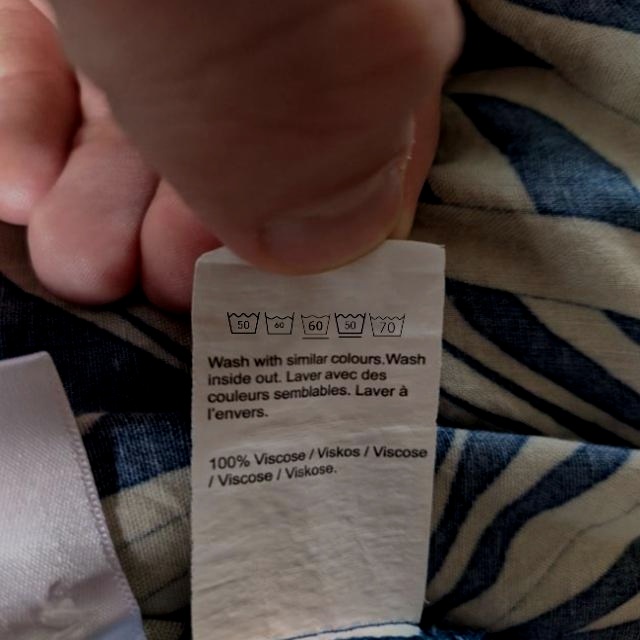 50 60 60 50 70
Wash with similar colours.Wash
inside out. Laver avec des
couleurs semblables. Laver à
l'envers.
100% Viscose / Viskos / Viscose
/ Viscose / Viskose.